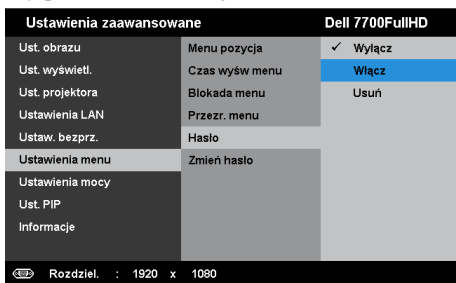 Ustawienia zaawansowane
Dell 7700FullHD
Ust. obrazu
Ust. wyświetl.
Ust. projektora
Ustawienia LAN
Ustaw. bezprz.
Ustawienia menu
Ustawienia mocy
Ust. PIP
Informacje
Menu pozycja
Czas wyśw menu
Blokada menu
Przezr. menu
Hasło
Zmień hasło
✓ Wyłącz
Włącz
Usuń
Rozdziel. : 1920 x 1080